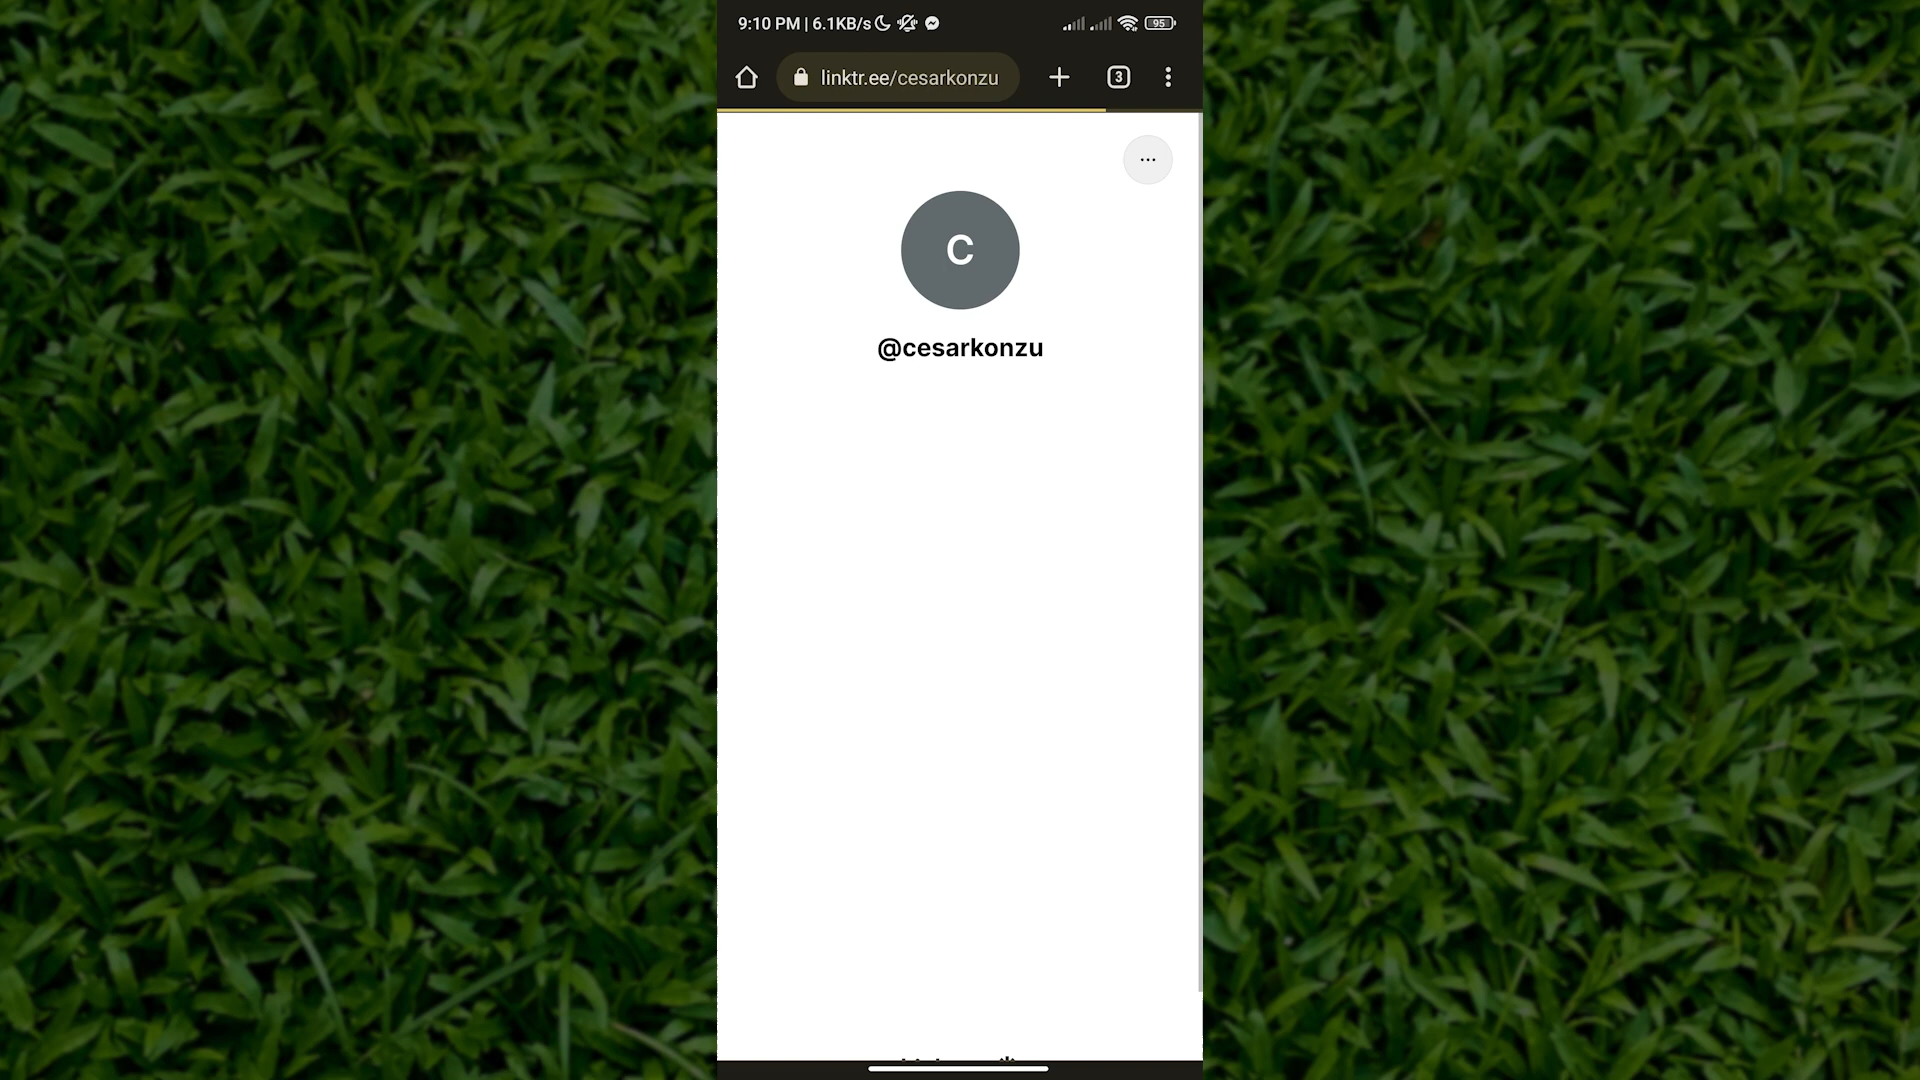 9:10 PM | 6.1KB/s
95
linktr.ee/cesarkonzu
3
C
@cesarkonzu